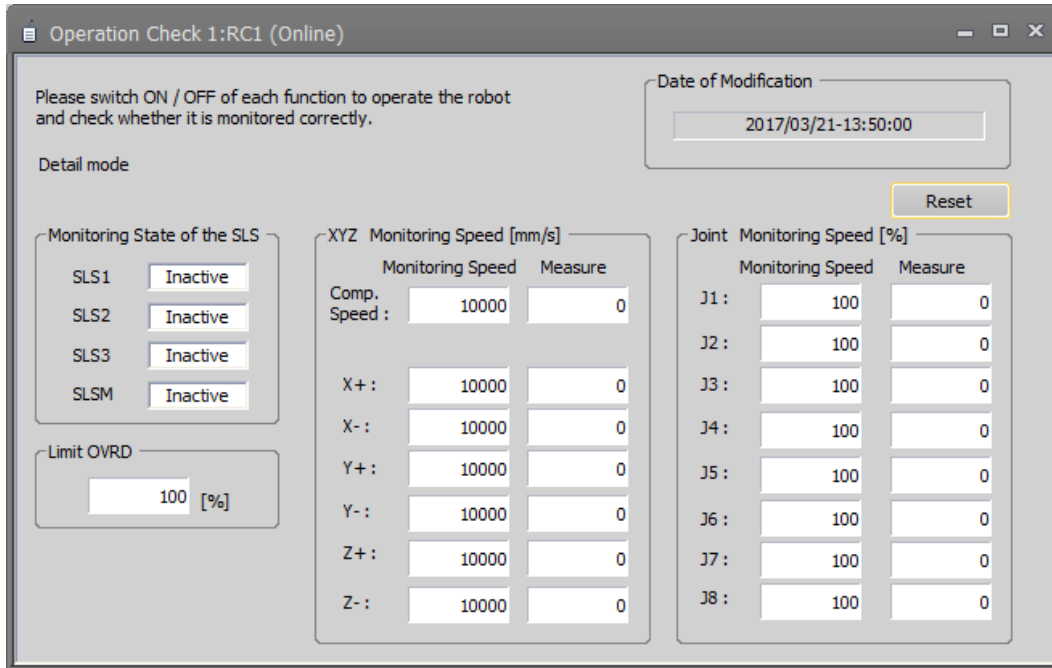 Operation Check 1:RC1 (Online)
Please switch ON / OFF of each function to operate the robot
and check whether it is monitored correctly.
Detail mode
Date of Modification
2017/03/21-13:50:00
Reset
Monitoring State of the SLS
SLS1 Inactive
SLS2 Inactive
SLS3 Inactive
SLSM Inactive
Limit OVRD
100 [%]
XYZ Monitoring Speed [mm/s]
Monitoring Speed Measure
Comp.
Speed : 10000 0
X+ : 10000 0
X- : 10000 0
Y+ : 10000 0
Y- : 10000 0
Z+ : 10000 0
Z- : 10000 0
Joint Monitoring Speed [%]
Monitoring Speed Measure
J1 : 100 0
J2 : 100 0
J3 : 100 0
J4 : 100 0
J5 : 100 0
J6 : 100 0
J7 : 100 0
J8 : 100 0